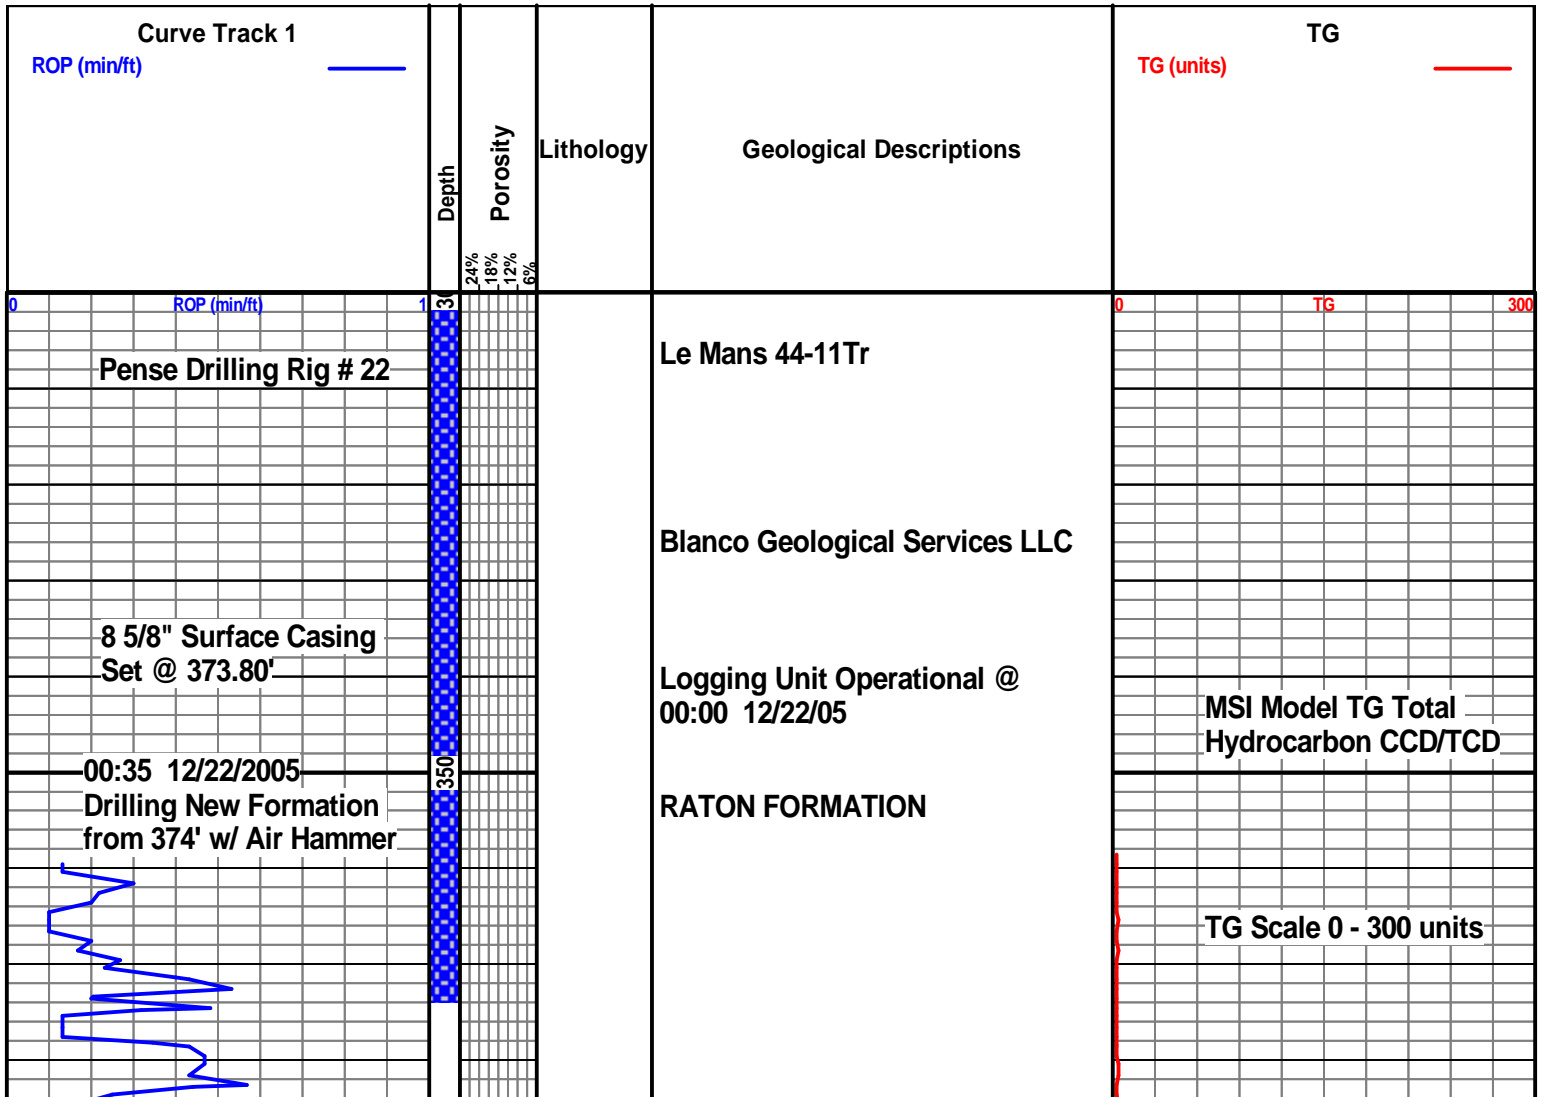 Curve Track 1
ROP (min/ft)
Depth
Porosity
24%
18%
12%
6%
Lithology
Geological Descriptions
TG
TG (units)
0 ROP (min/ft) 1
0 TG 300
Pense Drilling Rig # 22
Le Mans 44-11Tr
Blanco Geological Services LLC
8 5/8" Surface Casing
Set @ 373.80'
Logging Unit Operational @
00:00 12/22/05
MSI Model TG Total
Hydrocarbon CCD/TCD
350
00:35 12/22/2005
Drilling New Formation
from 374' w/ Air Hammer
RATON FORMATION
TG Scale 0 - 300 units